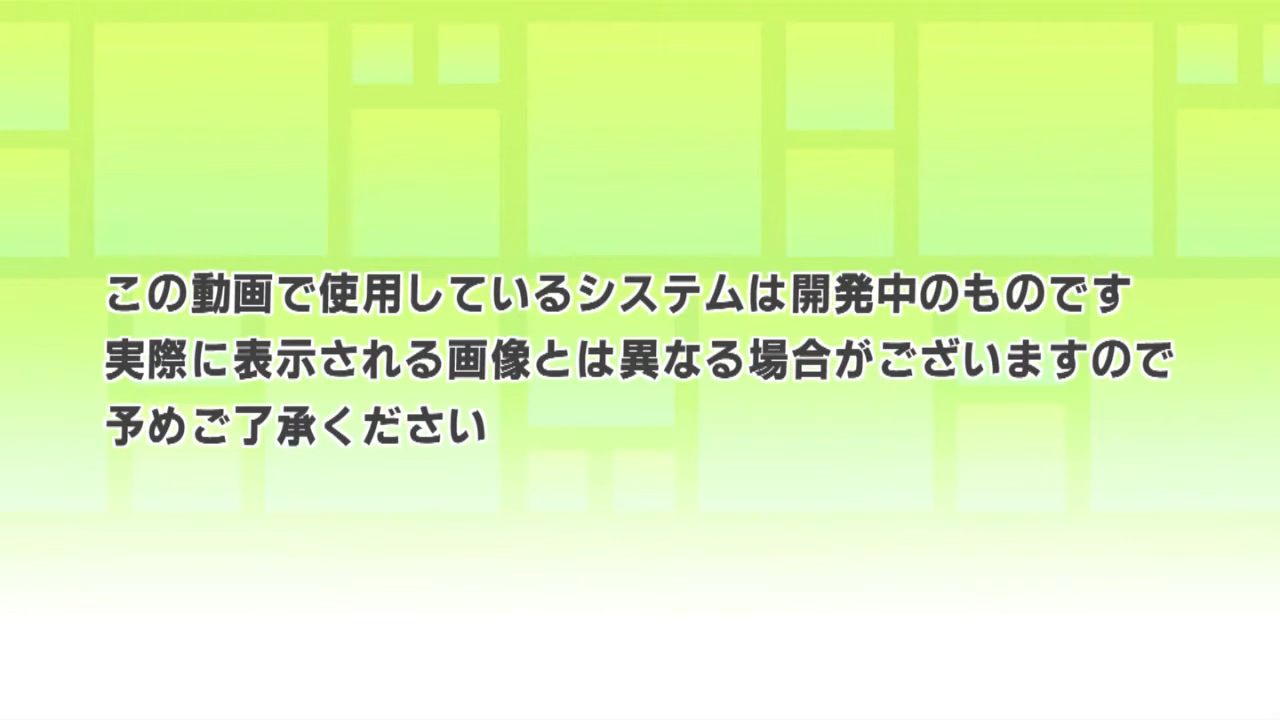 この動画で使用しているシステムは開発中のものです
実際に表示される画像とは異なる場合がございますので
予めご了承ください